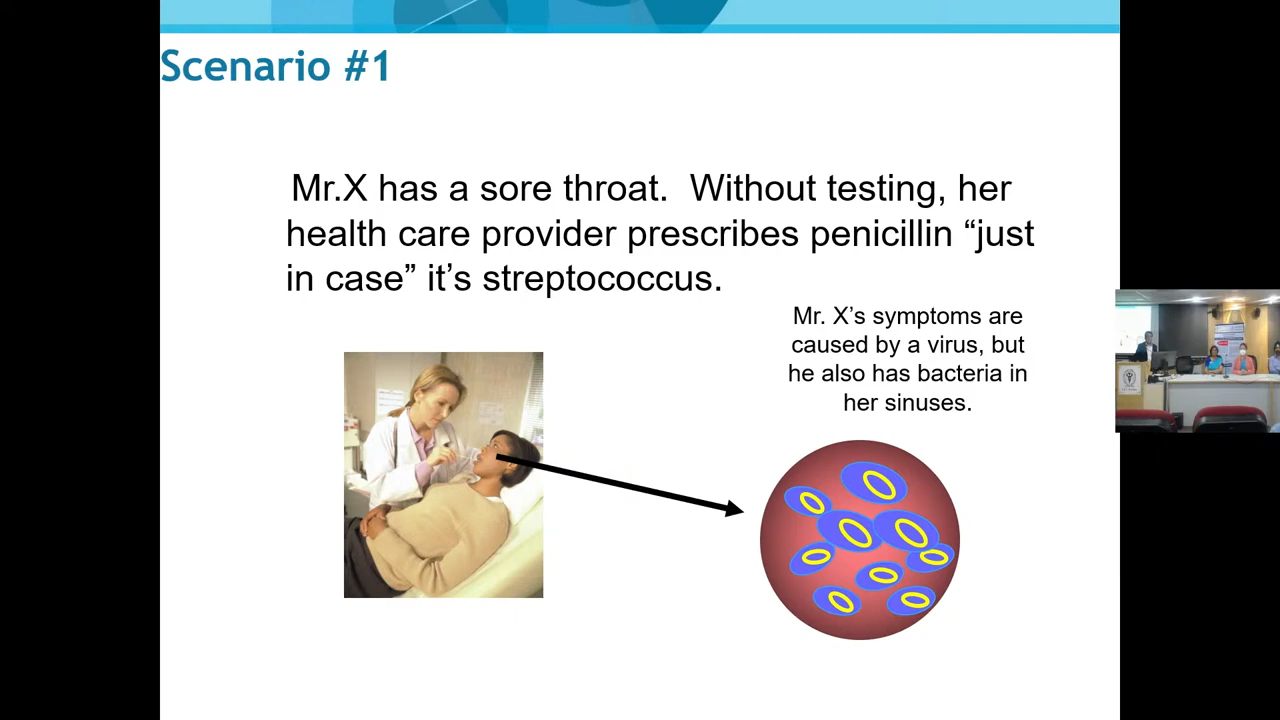 Scenario #1
Mr.X has a sore throat.  Without testing, her
health care provider prescribes penicillin “just
in case” it’s streptococcus.
Mr. X’s symptoms are
caused by a virus, but
he also has bacteria in
her sinuses.